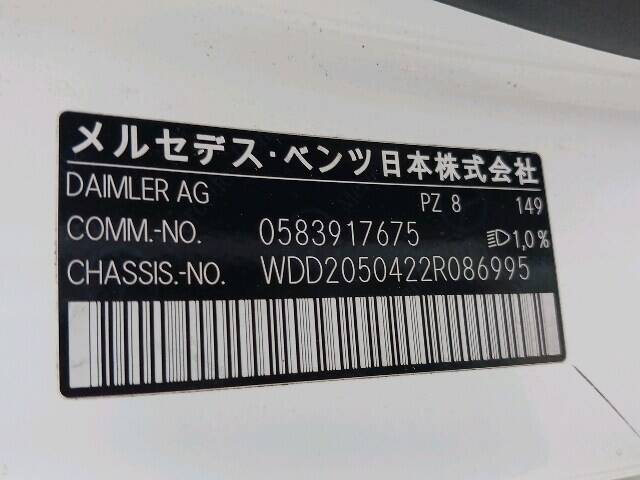 メルセデス・ベンツ日本株式会社
DAIMLER AG PZ 8 149
COMM.-NO. 0583917675 1,0%
CHASSIS.-NO. WDD2050422R086995